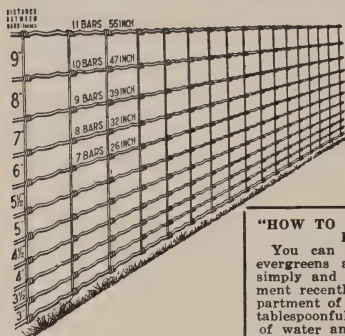 DISTANCE
BETWEEN
BARS-Inches
11 BARS 55 INCH
9
10 BARS 47 INCH
8
9 BARS 39 INCH
7
8 BARS 32 INCH
7 BARS 26 INCH
6
5½
5
4½
4
3½
3
"HOW TO
You can
evergreens a
simply and
ment recently
partment of
tablespoonful
of water an